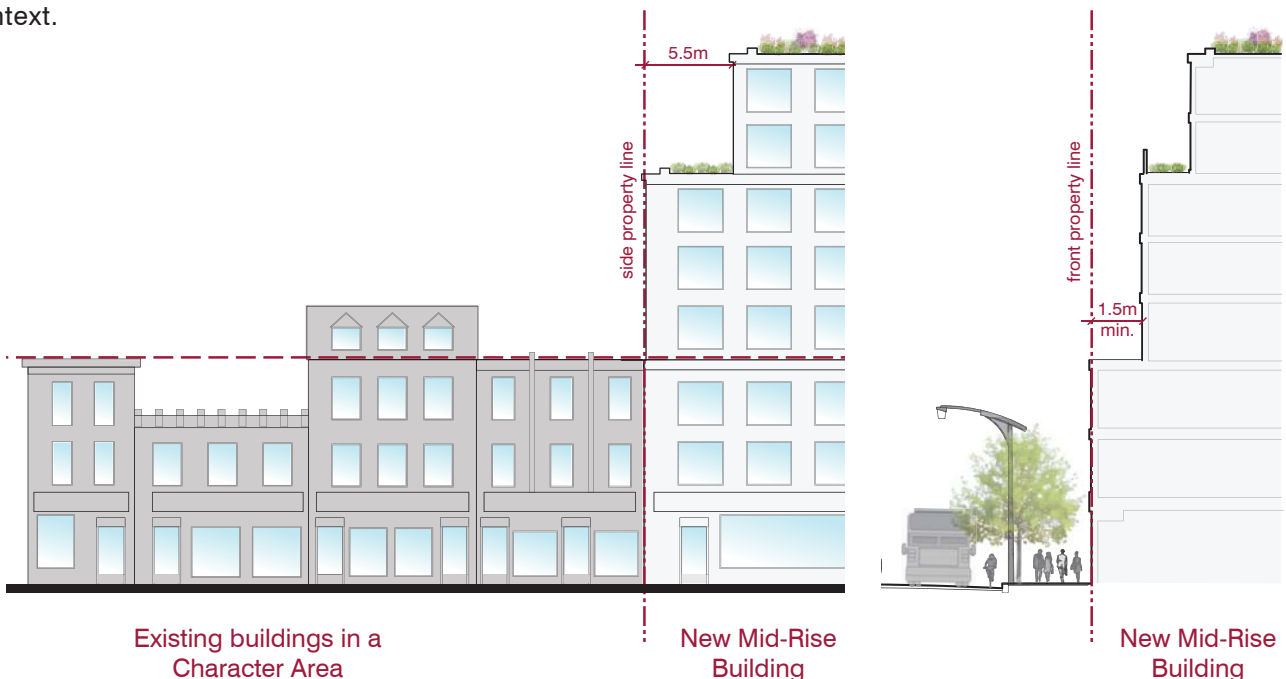 ntext.
5.5m
side property line
front property line
1.5m
min.
Existing buildings in a
Character Area
New Mid-Rise
Building
New Mid-Rise
Building